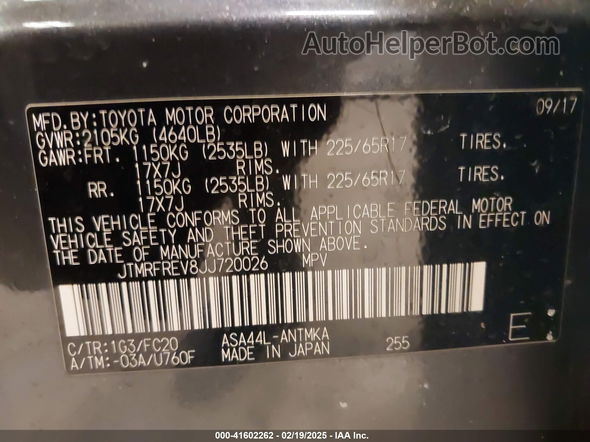 AutoHelperBot.com
MFD.BY:TOYOTA MOTOR CORPORATION 09/17
GVWR:2105KG (4640LB)
GAWR:FRT. 1150KG (2535LB) WITH 225/65R17 TIRES.
17X7J RIMS.
RR. 1150KG (2535LB) WITH 225/65R17 TIRES.
17X7J RIMS.
THIS VEHICLE CONFORMS TO ALL APPLICABLE FEDERAL MOTOR
VEHICLE SAFETY AND THEFT PREVENTION STANDARDS IN EFFECT ON
THE DATE OF MANUFACTURE SHOWN ABOVE.
JTMRFREV8JJ720026 MPV
C/TR:1G3/FC20 ASA44L-ANTMKA 255 E
A/TM:-03A/U760F MADE IN JAPAN
000-41602262 - 02/19/2025 - IAA Inc.